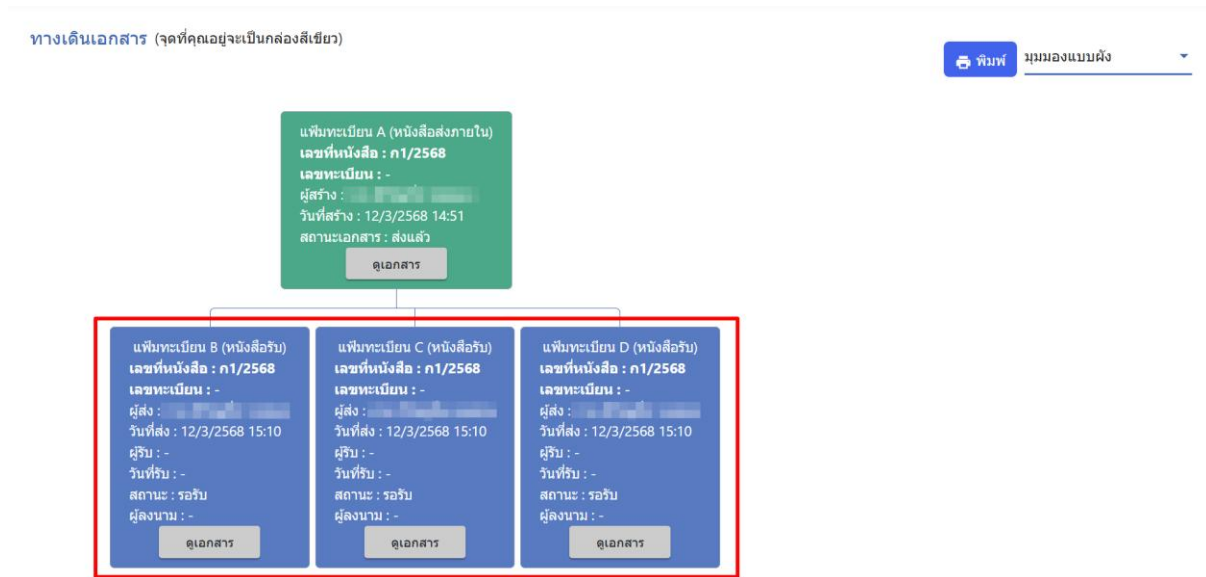 ทางเดินเอกสาร (จุดที่คุณอยู่จะเป็นกล่องสีเขียว)
พิมพ์ มุมมองแบบผัง
แฟ้มทะเบียน A (หนังสือส่งภายใน)
เลขที่หนังสือ : ก1/2568
เลขทะเบียน : -
ผู้สร้าง :
วันที่สร้าง : 12/3/2568 14:51
สถานะเอกสาร : ส่งแล้ว
ดูเอกสาร
แฟ้มทะเบียน B (หนังสือรับ)
เลขที่หนังสือ : ก1/2568
เลขทะเบียน : -
ผู้ส่ง :
วันที่ส่ง : 12/3/2568 15:10
ผู้รับ : -
วันที่รับ : -
สถานะ : รอรับ
ผู้ลงนาม : -
ดูเอกสาร
แฟ้มทะเบียน C (หนังสือรับ)
เลขที่หนังสือ : ก1/2568
เลขทะเบียน : -
ผู้ส่ง :
วันที่ส่ง : 12/3/2568 15:10
ผู้รับ : -
วันที่รับ : -
สถานะ : รอรับ
ผู้ลงนาม : -
ดูเอกสาร
แฟ้มทะเบียน D (หนังสือรับ)
เลขที่หนังสือ : ก1/2568
เลขทะเบียน : -
ผู้ส่ง :
วันที่ส่ง : 12/3/2568 15:10
ผู้รับ : -
วันที่รับ : -
สถานะ : รอรับ
ผู้ลงนาม : -
ดูเอกสาร